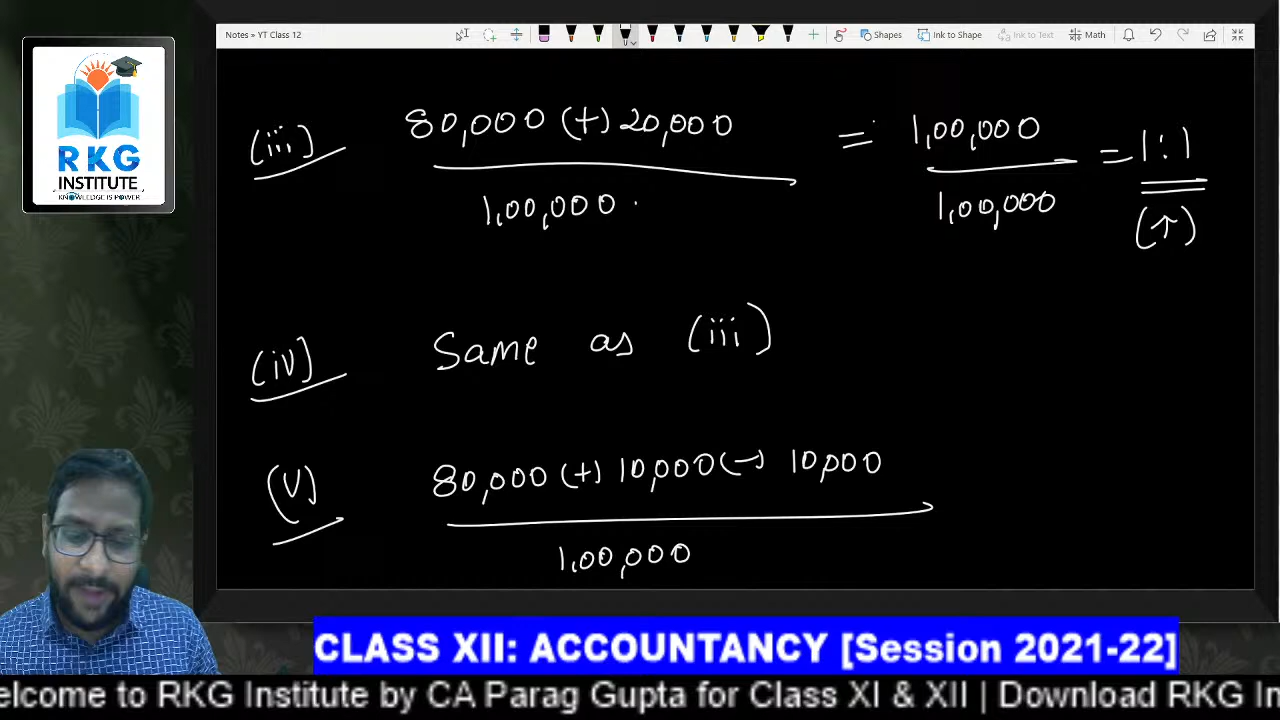 Notes » YT Class 12
Shapes
Ink to Shape
Ink to Text
Math
RKG
INSTITUTE
KNOWLEDGE IS POWER
(iii) 80,000 (+) 20,000 = 1,00,000 = 1:1
1,00,000 1,00,000 (↑)
(iv) Same as (iii)
(v) 80,000 (+) 10,000 (-) 10,000
1,00,000
CLASS XII: ACCOUNTANCY [Session 2021-22]
elcome to RKG Institute by CA Parag Gupta for Class XI & XII | Download RKG In